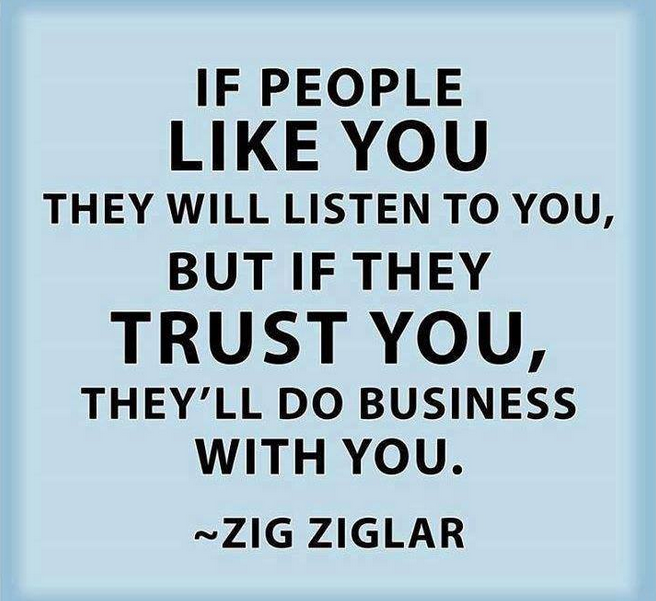 IF PEOPLE
LIKE YOU
THEY WILL LISTEN TO YOU,
BUT IF THEY
TRUST YOU,
THEY’LL DO BUSINESS
WITH YOU.
~ZIG ZIGLAR